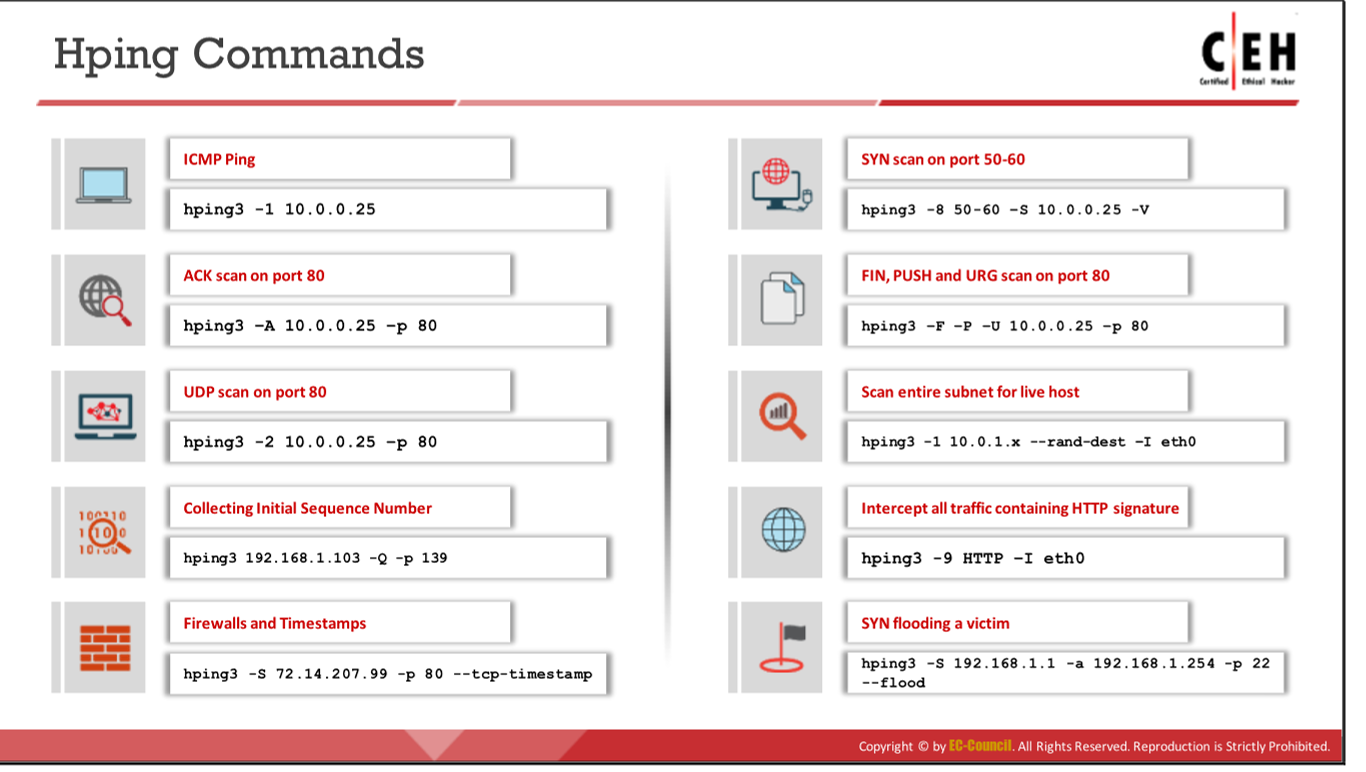 Hping Commands
C|EH
Certified Ethical Hacker
ICMP Ping
hping3 -1 10.0.0.25
ACK scan on port 80
hping3 –A 10.0.0.25 –p 80
UDP scan on port 80
hping3 -2 10.0.0.25 –p 80
Collecting Initial Sequence Number
hping3 192.168.1.103 -Q -p 139
Firewalls and Timestamps
hping3 -S 72.14.207.99 -p 80 --tcp-timestamp
SYN scan on port 50-60
hping3 -8 50-60 –S 10.0.0.25 -V
FIN, PUSH and URG scan on port 80
hping3 –F –P –U 10.0.0.25 –p 80
Scan entire subnet for live host
hping3 -1 10.0.1.x --rand-dest –I eth0
Intercept all traffic containing HTTP signature
hping3 -9 HTTP –I eth0
SYN flooding a victim
hping3 -S 192.168.1.1 -a 192.168.1.254 -p 22
--flood
Copyright © by EC-Council. All Rights Reserved. Reproduction is Strictly Prohibited.